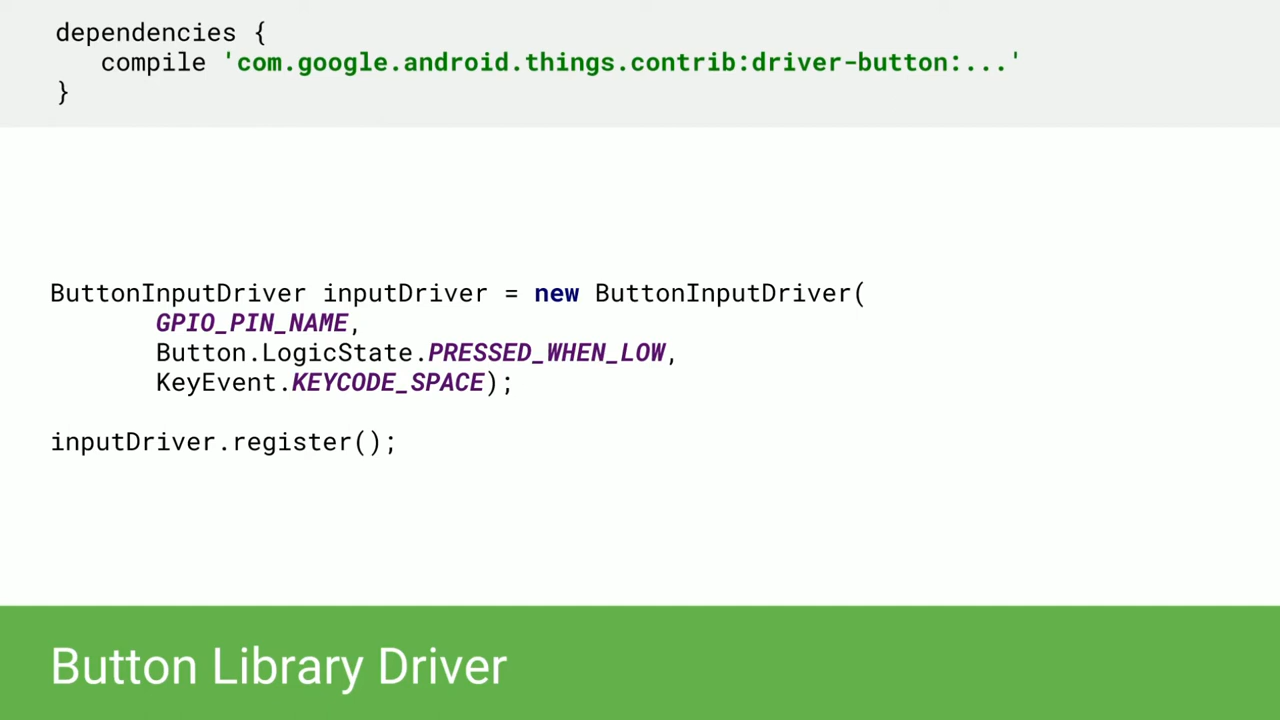 dependencies {
   compile 'com.google.android.things.contrib:driver-button:...'
}
ButtonInputDriver inputDriver = new ButtonInputDriver(
       GPIO_PIN_NAME,
       Button.LogicState.PRESSED_WHEN_LOW,
       KeyEvent.KEYCODE_SPACE);
inputDriver.register();
Button Library Driver